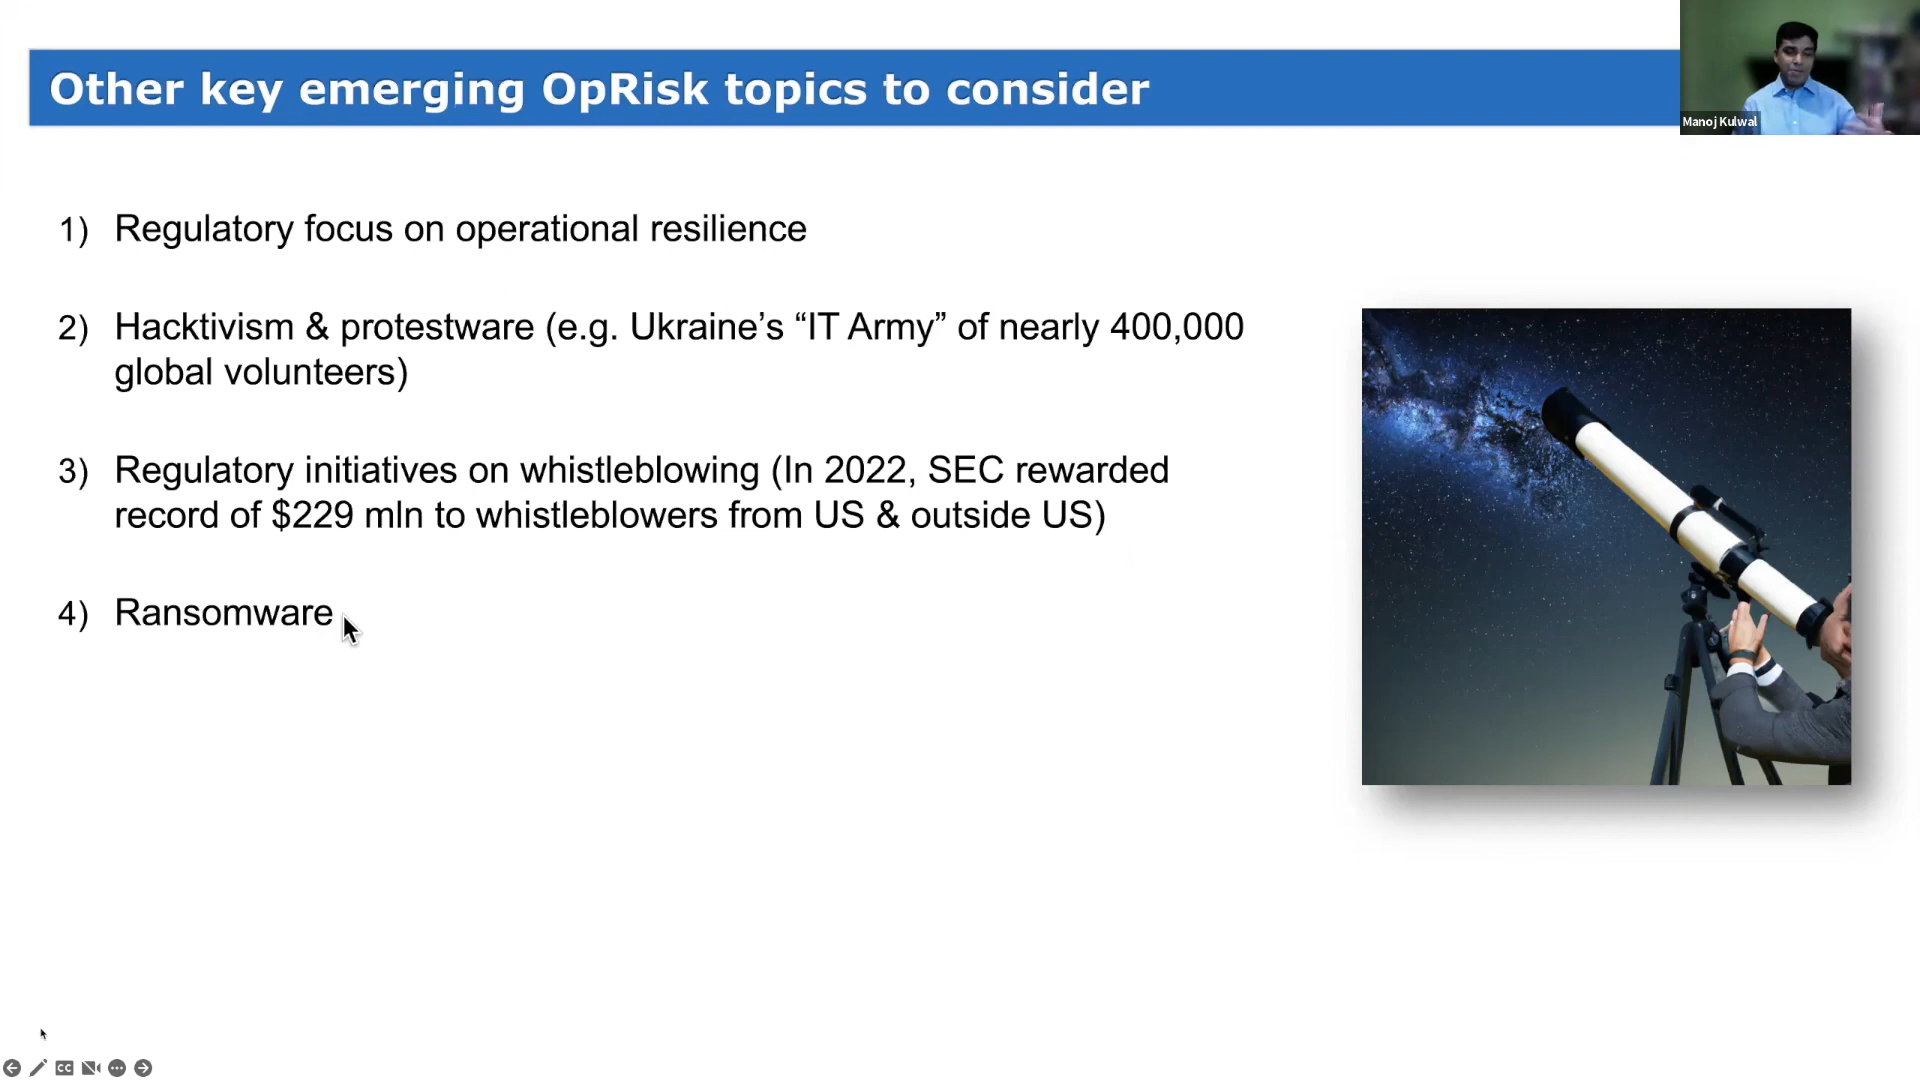 Other key emerging OpRisk topics to consider
Manoj Kulwal
1) Regulatory focus on operational resilience
2) Hacktivism & protestware (e.g. Ukraine’s “IT Army” of nearly 400,000
global volunteers)
3) Regulatory initiatives on whistleblowing (In 2022, SEC rewarded
record of $229 mln to whistleblowers from US & outside US)
4) Ransomware
CC